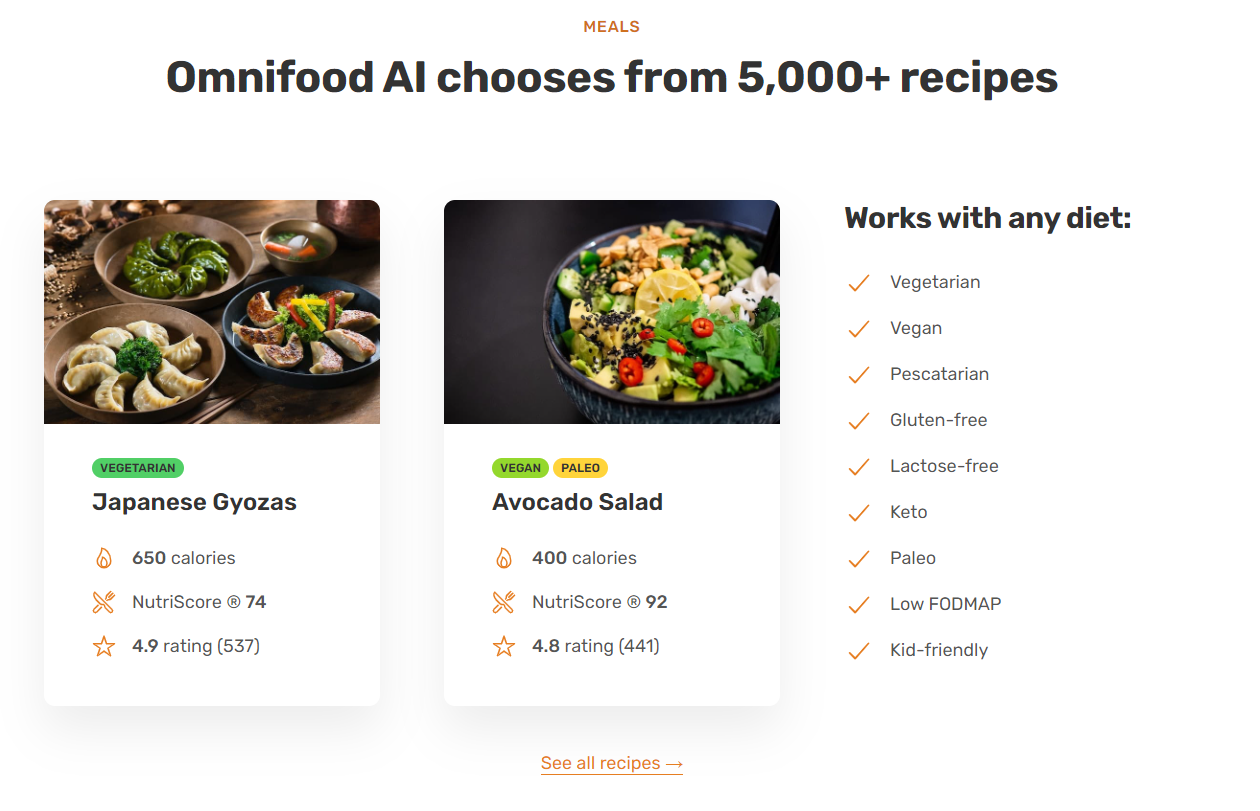 MEALS
Omnifood AI chooses from 5,000+ recipes
VEGETARIAN
Japanese Gyozas
650 calories
NutriScore ® 74
4.9 rating (537)
VEGAN PALEO
Avocado Salad
400 calories
NutriScore ® 92
4.8 rating (441)
Works with any diet:
Vegetarian
Vegan
Pescatarian
Gluten-free
Lactose-free
Keto
Paleo
Low FODMAP
Kid-friendly
See all recipes →